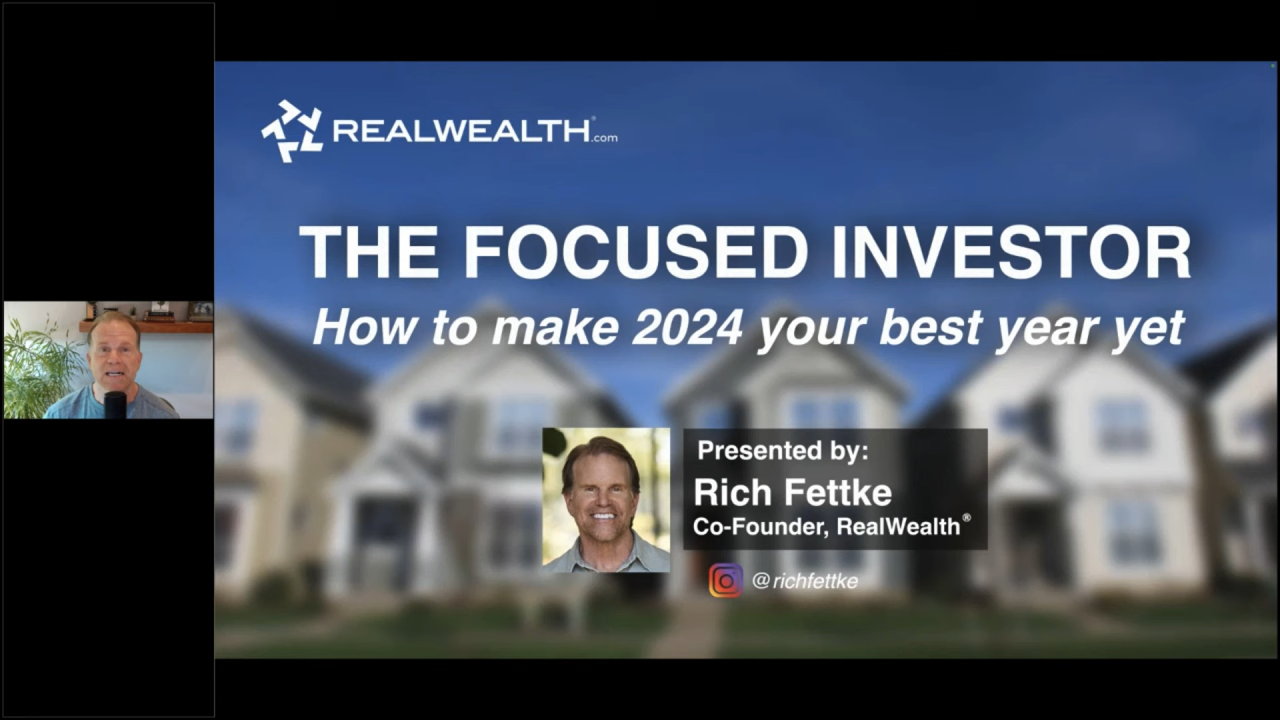 REALWEALTH®.com
THE FOCUSED INVESTOR
How to make 2024 your best year yet
Presented by:
Rich Fettke
Co-Founder, RealWealth®
@richfettke